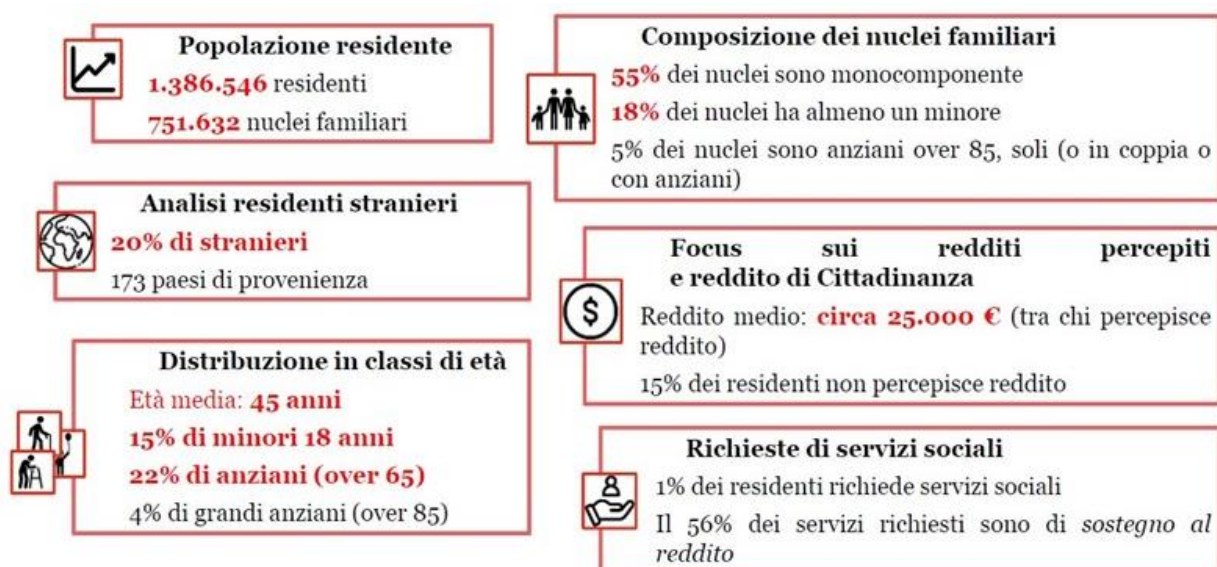 Popolazione residente
1.386.546 residenti
751.632 nuclei familiari
Analisi residenti stranieri
20% di stranieri
173 paesi di provenienza
Distribuzione in classi di età
Età media: 45 anni
15% di minori 18 anni
22% di anziani (over 65)
4% di grandi anziani (over 85)
Composizione dei nuclei familiari
55% dei nuclei sono monocomponente
18% dei nuclei ha almeno un minore
5% dei nuclei sono anziani over 85, soli (o in coppia o
con anziani)
Focus sui redditi percepiti
e reddito di Cittadinanza
$
Reddito medio: circa 25.000 € (tra chi percepisce
reddito)
15% dei residenti non percepisce reddito
Richieste di servizi sociali
1% dei residenti richiede servizi sociali
Il 56% dei servizi richiesti sono di sostegno al
reddito